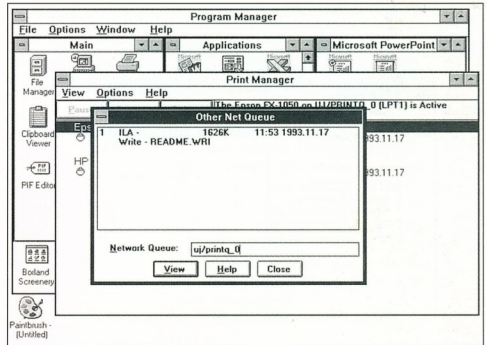 Program Manager
File Options Window Help
Main
Applications
Microsoft PowerPoint
File
Manager
Print Manager
View Options Help
The Epson FX-1050 on UJ/PRINTQ_0 (LPT1) is Active
Other Net Queue
1 ILA - 1626K 11:53 1993.11.17
Write - README.WRI
Clipboard
Viewer
Eps
993.11.17
HP
993.11.17
PIF Editor
Network Queue: uj/printq_0
View Help Close
Borland
Screenery
Paintbrush -
(Untitled)